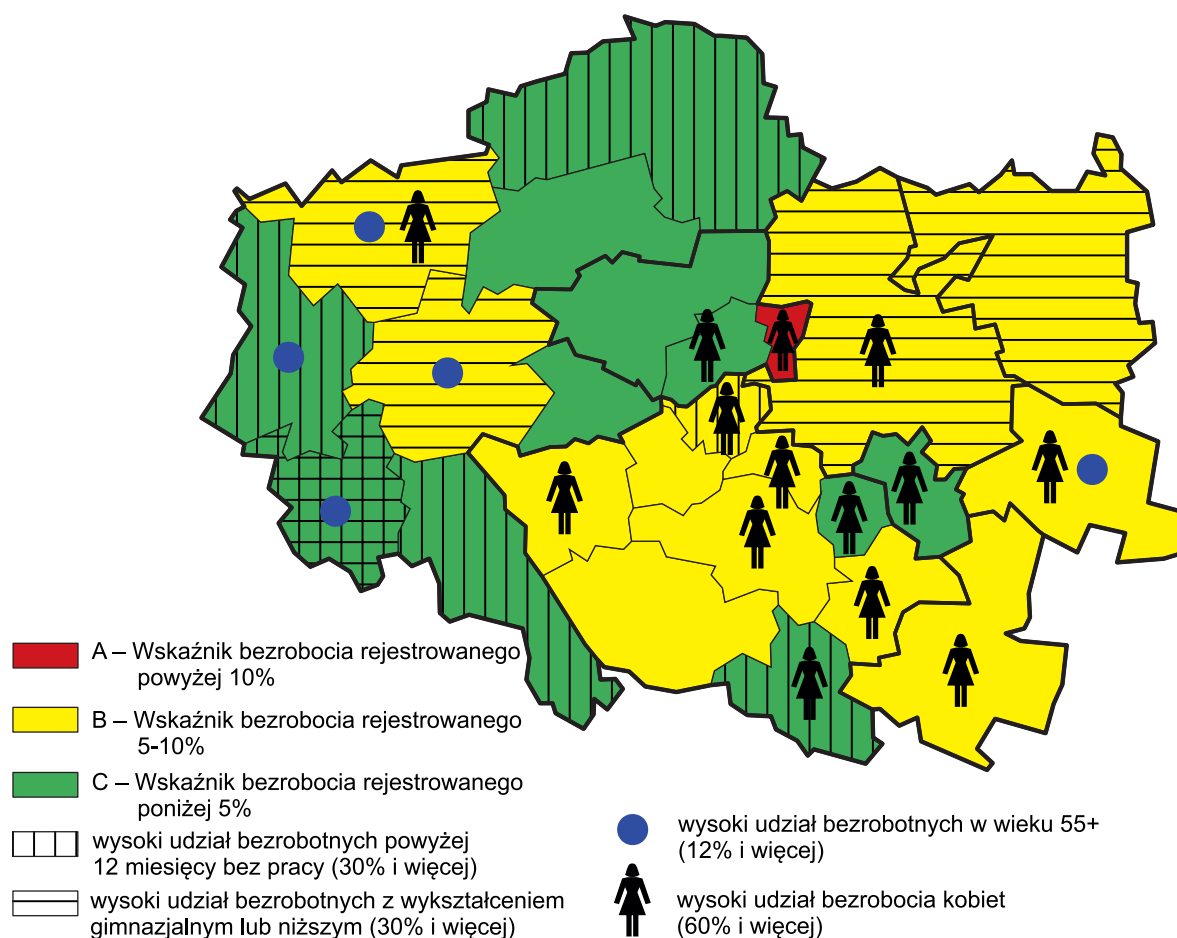 A – Wskaźnik bezrobocia rejestrowanego
powyżej 10%
B – Wskaźnik bezrobocia rejestrowanego
5-10%
C – Wskaźnik bezrobocia rejestrowanego
poniżej 5%
wysoki udział bezrobotnych powyżej
12 miesięcy bez pracy (30% i więcej)
wysoki udział bezrobotnych z wykształceniem
gimnazjalnym lub niższym (30% i więcej)
wysoki udział bezrobotnych w wieku 55+
(12% i więcej)
wysoki udział bezrobocia kobiet
(60% i więcej)